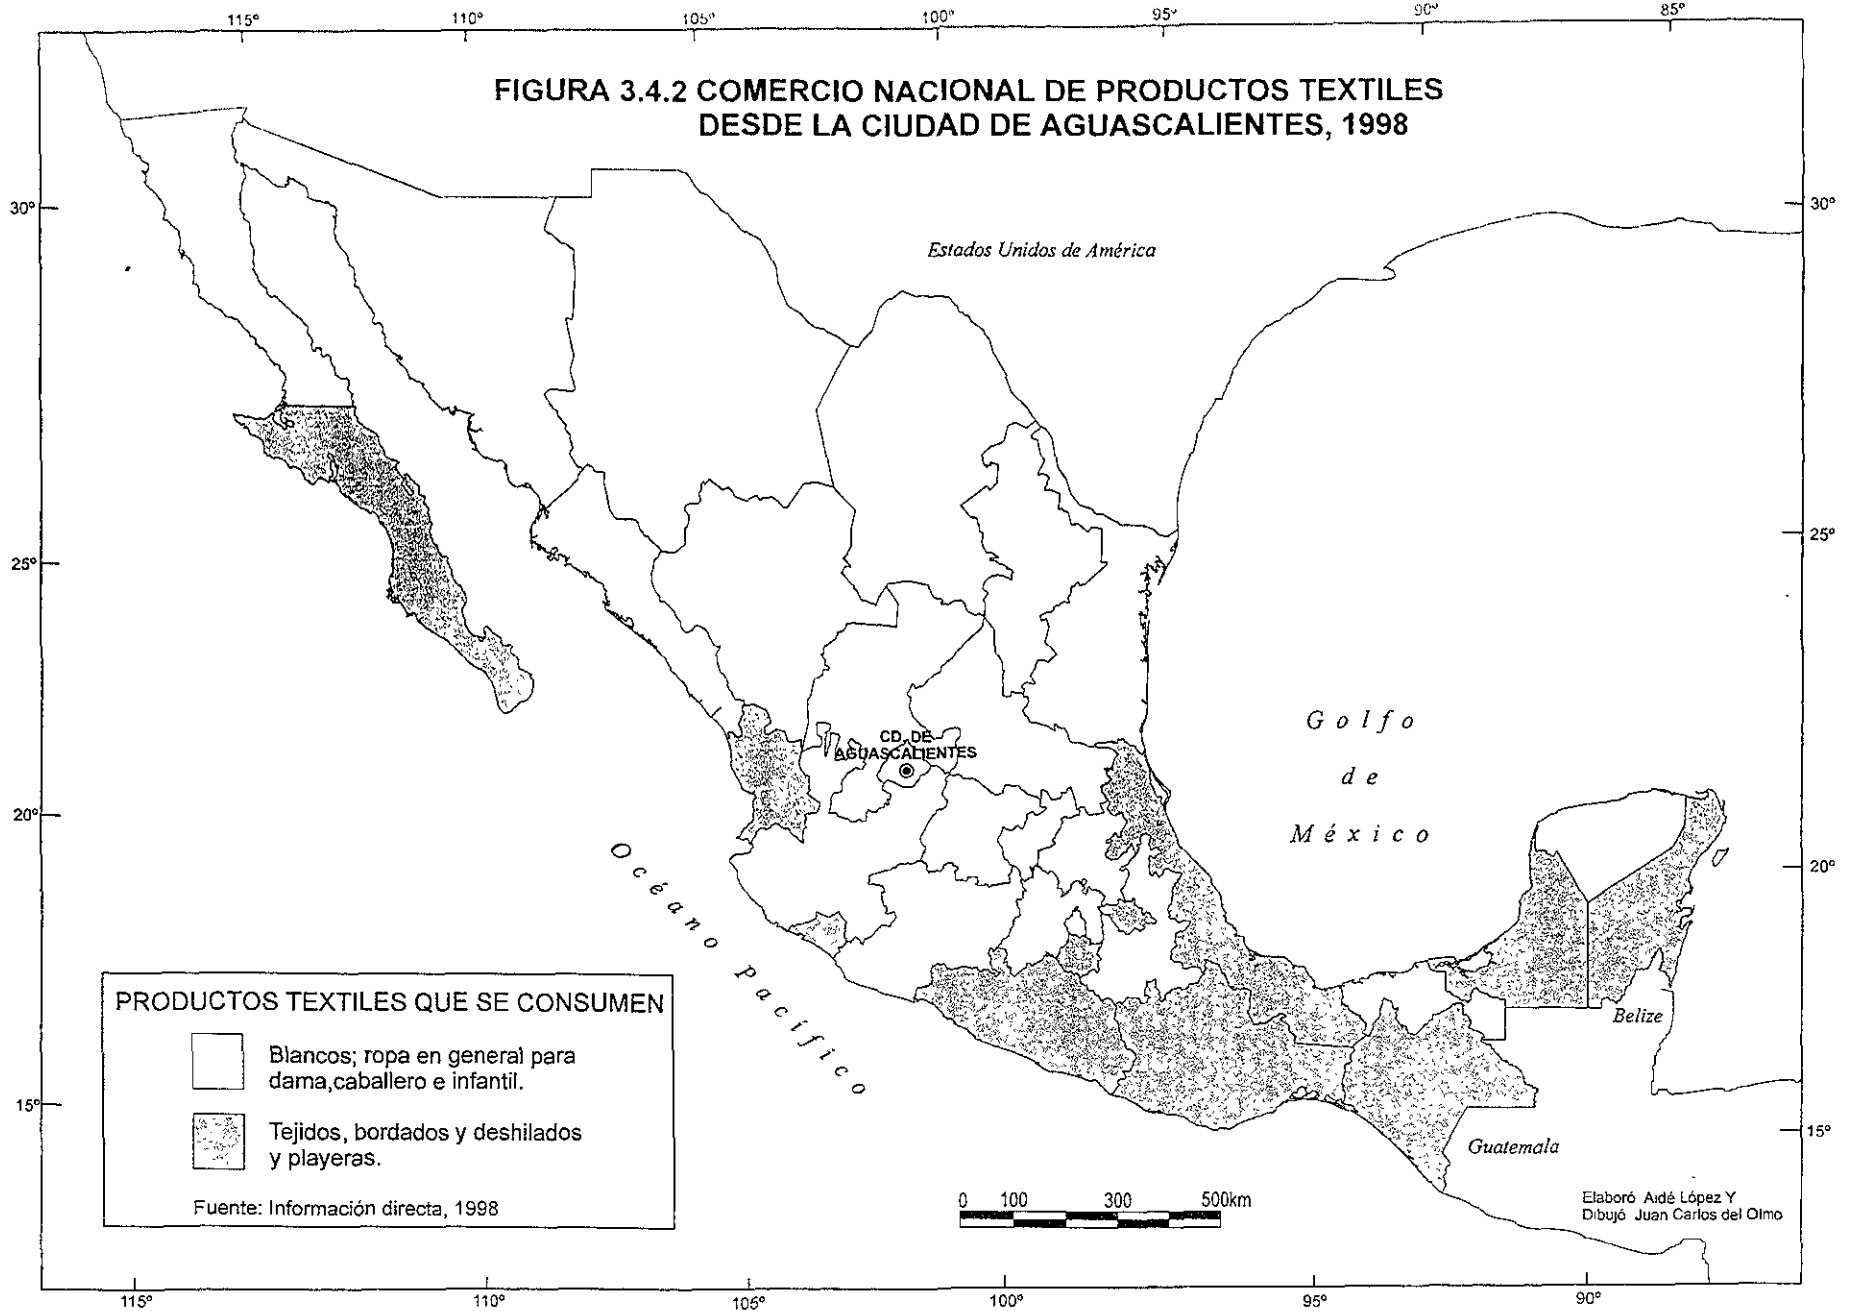 115° 110° 105° 100° 95° 90° 85°
FIGURA 3.4.2 COMERCIO NACIONAL DE PRODUCTOS TEXTILES
DESDE LA CIUDAD DE AGUASCALIENTES, 1998
30° 30°
Estados Unidos de América
25° 25°
Golfo
de
México
CD. DE
AGUASCALIENTES
20° 20°
Océano Pacífico
PRODUCTOS TEXTILES QUE SE CONSUMEN
Blancos; ropa en general para
dama,caballero e infantil.
Tejidos, bordados y deshilados
y playeras.
Fuente: Información directa, 1998
Belize
15° 15°
Guatemala
0 100 300 500km
Elaboró Aidé López Y
Dibujó Juan Carlos del Olmo
115° 110° 105° 100° 95° 90°